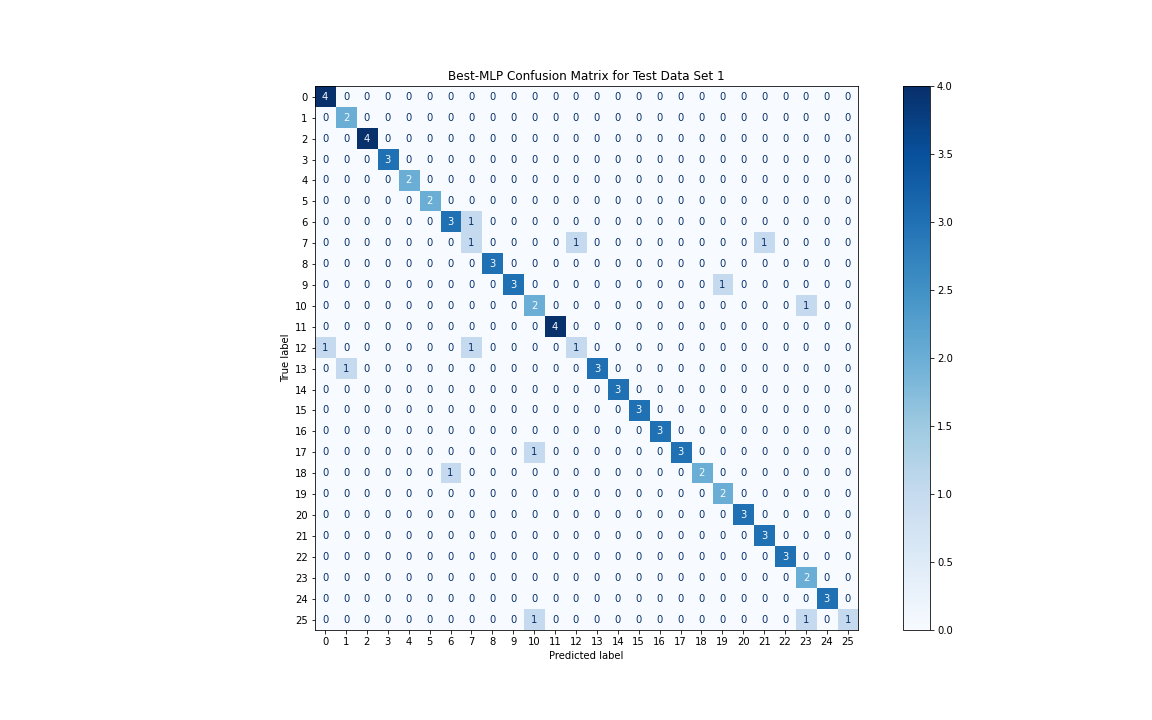 Best-MLP Confusion Matrix for Test Data Set 1
0 4 0 0 0 0 0 0 0 0 0 0 0 0 0 0 0 0 0 0 0 0 0 0 0 0 0
1 0 2 0 0 0 0 0 0 0 0 0 0 0 0 0 0 0 0 0 0 0 0 0 0 0 0
2 0 0 4 0 0 0 0 0 0 0 0 0 0 0 0 0 0 0 0 0 0 0 0 0 0 0
3 0 0 0 3 0 0 0 0 0 0 0 0 0 0 0 0 0 0 0 0 0 0 0 0 0 0
4 0 0 0 0 2 0 0 0 0 0 0 0 0 0 0 0 0 0 0 0 0 0 0 0 0 0
5 0 0 0 0 0 2 0 0 0 0 0 0 0 0 0 0 0 0 0 0 0 0 0 0 0 0
6 0 0 0 0 0 0 3 1 0 0 0 0 0 0 0 0 0 0 0 0 0 0 0 0 0 0
7 0 0 0 0 0 0 0 1 0 0 0 0 1 0 0 0 0 0 0 0 0 1 0 0 0 0
8 0 0 0 0 0 0 0 0 3 0 0 0 0 0 0 0 0 0 0 0 0 0 0 0 0 0
9 0 0 0 0 0 0 0 0 0 3 0 0 0 0 0 0 0 0 0 1 0 0 0 0 0 0
10 0 0 0 0 0 0 0 0 0 0 2 0 0 0 0 0 0 0 0 0 0 0 0 1 0 0
11 0 0 0 0 0 0 0 0 0 0 0 4 0 0 0 0 0 0 0 0 0 0 0 0 0 0
12 1 0 0 0 0 0 0 1 0 0 0 0 1 0 0 0 0 0 0 0 0 0 0 0 0 0
13 0 1 0 0 0 0 0 0 0 0 0 0 0 3 0 0 0 0 0 0 0 0 0 0 0 0
14 0 0 0 0 0 0 0 0 0 0 0 0 0 0 3 0 0 0 0 0 0 0 0 0 0 0
15 0 0 0 0 0 0 0 0 0 0 0 0 0 0 0 3 0 0 0 0 0 0 0 0 0 0
16 0 0 0 0 0 0 0 0 0 0 0 0 0 0 0 0 3 0 0 0 0 0 0 0 0 0
17 0 0 0 0 0 0 0 0 0 0 1 0 0 0 0 0 0 3 0 0 0 0 0 0 0 0
18 0 0 0 0 0 0 1 0 0 0 0 0 0 0 0 0 0 0 2 0 0 0 0 0 0 0
19 0 0 0 0 0 0 0 0 0 0 0 0 0 0 0 0 0 0 0 2 0 0 0 0 0 0
20 0 0 0 0 0 0 0 0 0 0 0 0 0 0 0 0 0 0 0 0 3 0 0 0 0 0
21 0 0 0 0 0 0 0 0 0 0 0 0 0 0 0 0 0 0 0 0 0 3 0 0 0 0
22 0 0 0 0 0 0 0 0 0 0 0 0 0 0 0 0 0 0 0 0 0 0 3 0 0 0
23 0 0 0 0 0 0 0 0 0 0 0 0 0 0 0 0 0 0 0 0 0 0 0 2 0 0
24 0 0 0 0 0 0 0 0 0 0 0 0 0 0 0 0 0 0 0 0 0 0 0 0 3 0
25 0 0 0 0 0 0 0 0 0 0 1 0 0 0 0 0 0 0 0 0 0 0 0 1 0 1
0 1 2 3 4 5 6 7 8 9 10 11 12 13 14 15 16 17 18 19 20 21 22 23 24 25
Predicted label
True label
4.0
3.5
3.0
2.5
2.0
1.5
1.0
0.5
0.0